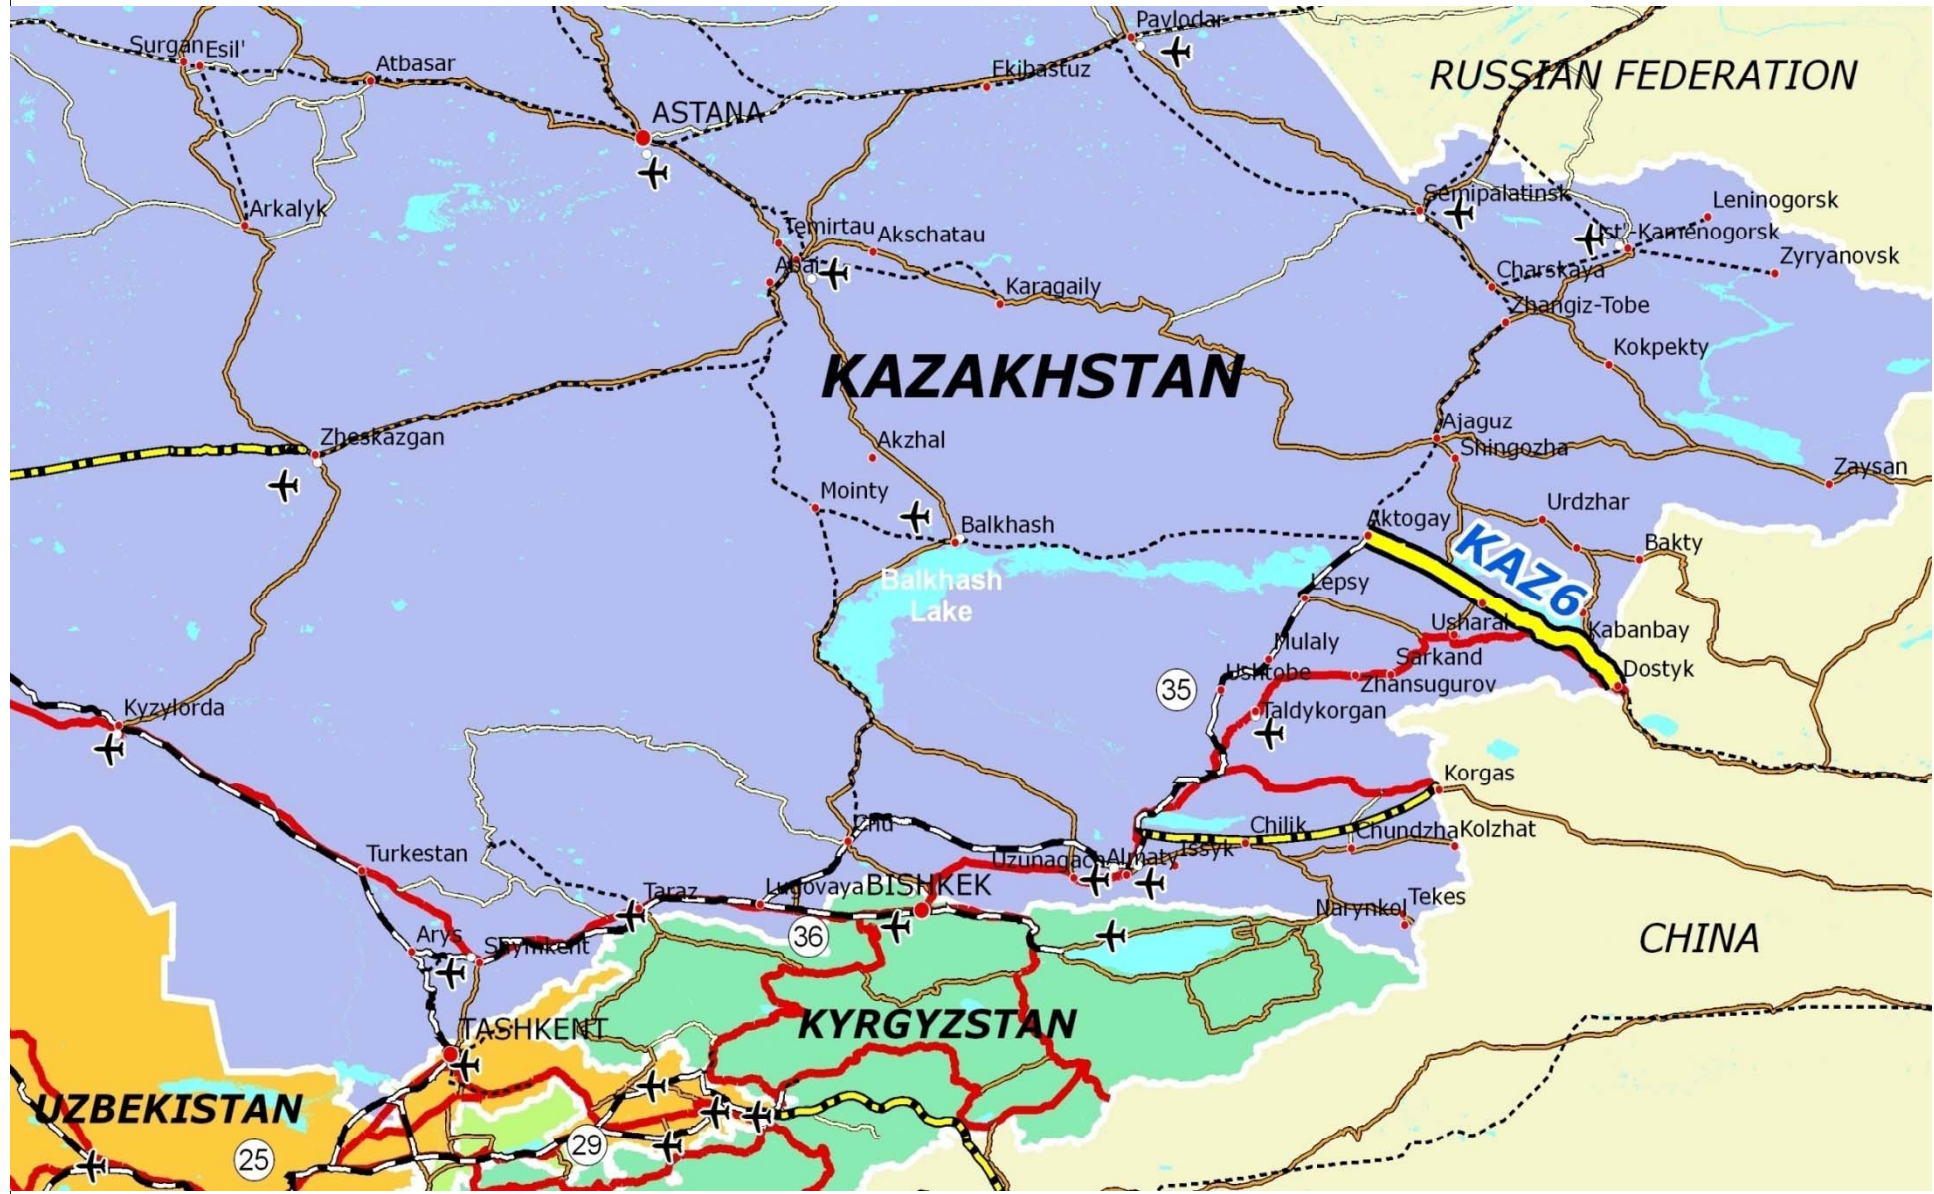 Pavlodar
Surgan
Esil'
Atbasar
Ekibastuz
RUSSIAN FEDERATION
ASTANA
Semipalatinsk
Leninogorsk
Arkalyk
Temirtau
Akschatau
Ust'-Kamenogorsk
Zyryanovsk
Abai
Charskaya
Karagaily
Zhangiz-Tobe
Kokpekty
KAZAKHSTAN
Zheskazgan
Akzhal
Ajaguz
Shingozha
Zaysan
Mointy
Urdzhar
Balkhash
Aktogay
Bakty
KAZ6
Balkhash
Lake
Lepsy
Usharal
Kabanbay
Mulaly
Sarkand
Ushtobe
Dostyk
35
Zhansugurov
Kyzylorda
Taldykorgan
Korgas
Chu
Chilik
Chundzha
Kolzhat
Turkestan
Uzunagach
Almaty
Issyk
Taraz
Lugovaya
BISHKEK
Tekes
Narynkol
Arys
Shymkent
36
CHINA
TASHKENT
KYRGYZSTAN
UZBEKISTAN
29
25